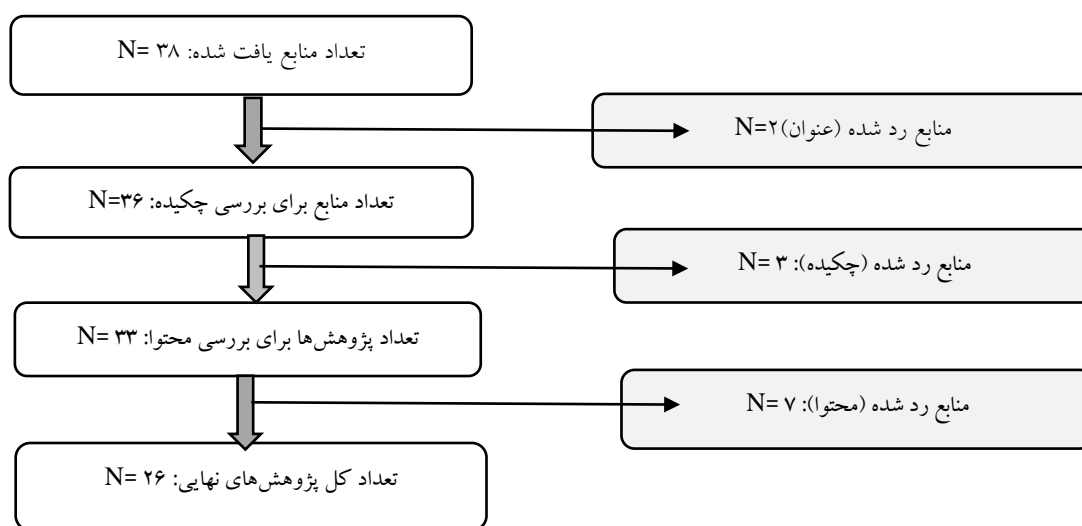 تعداد منابع یافت شده: N= ۳۸
منابع رد شده (عنوان)N=۲
تعداد منابع برای بررسی چکیده: N=۳۶
منابع رد شده (چکیده): N= ۳
تعداد پژوهش‌ها برای بررسی محتوا: N= ۳۳
منابع رد شده (محتوا): N= ۷
تعداد کل پژوهش‌های نهایی: N= ۲۶